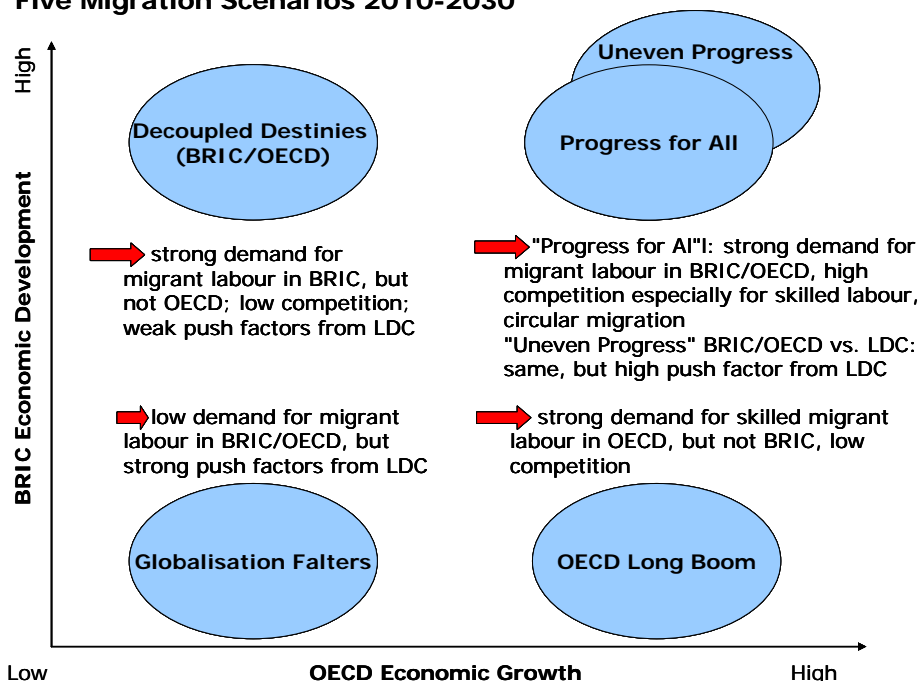 Five Migration Scenarios 2010-2030
High
BRIC Economic Development
Decoupled Destinies
(BRIC/OECD)
Uneven Progress
Progress for All
strong demand for
migrant labour in BRIC, but
not OECD; low competition;
weak push factors from LDC
"Progress for Al"l: strong demand for
migrant labour in BRIC/OECD, high
competition especially for skilled labour,
circular migration
"Uneven Progress" BRIC/OECD vs. LDC:
same, but high push factor from LDC
low demand for migrant
labour in BRIC/OECD, but
strong push factors from LDC
strong demand for skilled migrant
labour in OECD, but not BRIC, low
competition
Globalisation Falters
OECD Long Boom
Low
OECD Economic Growth
High